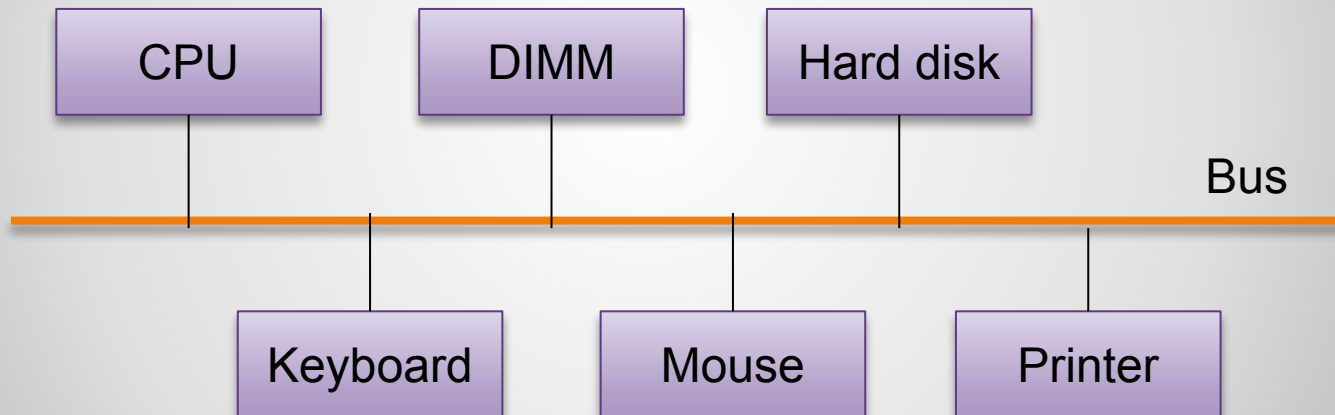 CPU
DIMM
Hard disk
Bus
Keyboard
Mouse
Printer